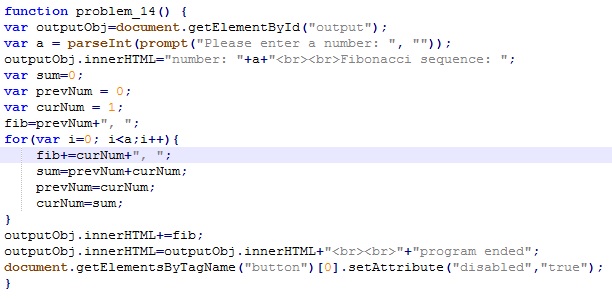 function problem_14() {
var outputObj=document.getElementById("output");
var a = parseInt(prompt("Please enter a number: ", ""));
outputObj.innerHTML="number: "+a+"<br><br>Fibonacci sequence: ";
var sum=0;
var prevNum = 0;
var curNum = 1;
fib=prevNum+", ";
for(var i=0; i<a;i++){
    fib+=curNum+", ";
    sum=prevNum+curNum;
    prevNum=curNum;
    curNum=sum;
}
outputObj.innerHTML+=fib;
outputObj.innerHTML=outputObj.innerHTML+"<br><br>"+"program ended";
document.getElementsByTagName("button")[0].setAttribute("disabled","true");
}